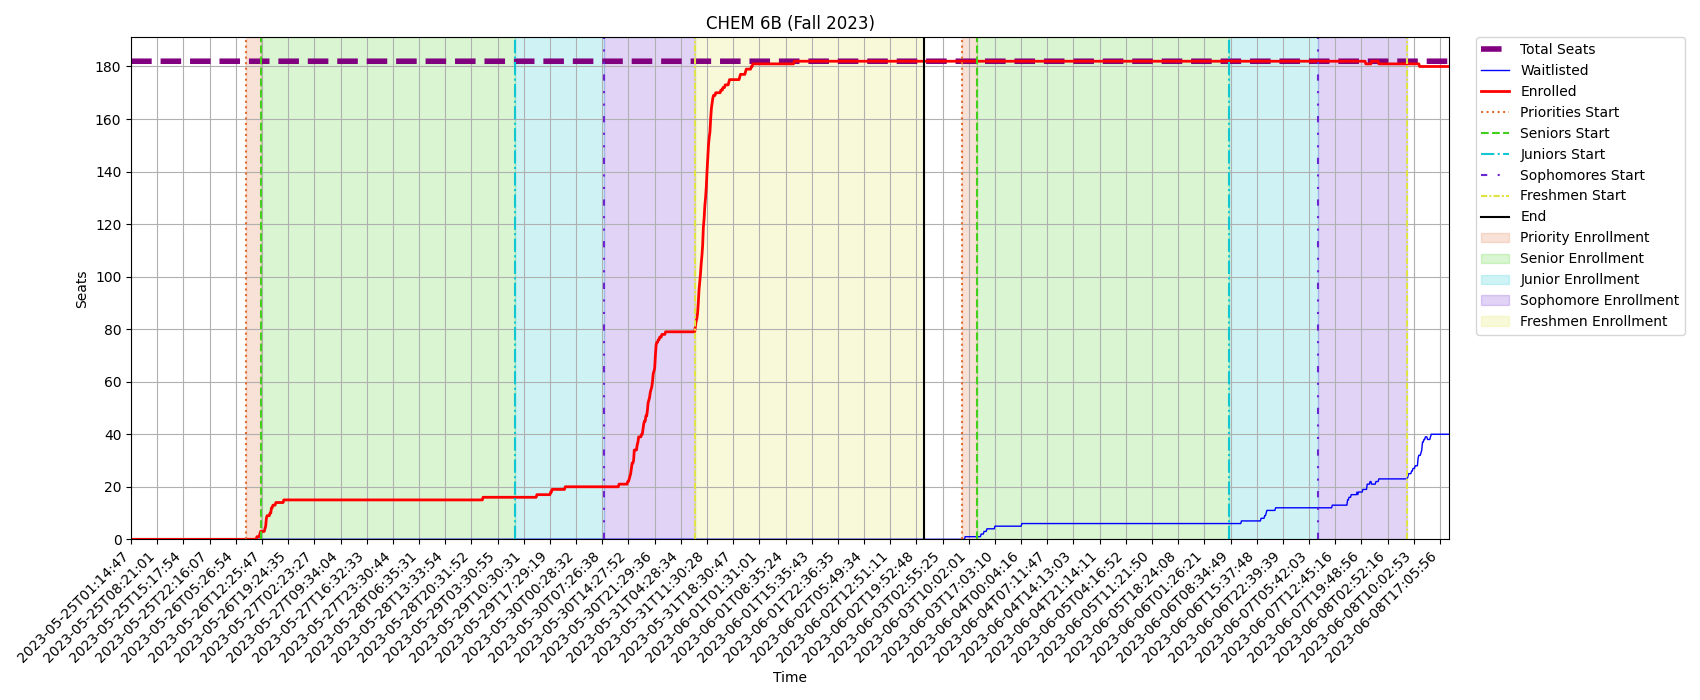 CHEM 6B (Fall 2023)
Seats
180
160
140
120
100
80
60
40
20
0
2023-05-25T01:14:47
2023-05-25T08:21:01
2023-05-25T15:17:54
2023-05-25T22:16:07
2023-05-26T05:26:54
2023-05-26T12:25:47
2023-05-26T19:24:35
2023-05-27T02:23:27
2023-05-27T09:34:04
2023-05-27T16:32:33
2023-05-27T23:30:44
2023-05-28T06:35:31
2023-05-28T13:33:54
2023-05-28T20:31:52
2023-05-29T03:30:55
2023-05-29T10:30:31
2023-05-29T17:29:19
2023-05-30T00:28:32
2023-05-30T07:26:38
2023-05-30T14:27:52
2023-05-30T21:29:36
2023-05-31T04:28:34
2023-05-31T11:30:28
2023-05-31T18:30:47
2023-06-01T01:31:01
2023-06-01T08:35:24
2023-06-01T15:35:43
2023-06-01T22:36:35
2023-06-02T05:49:34
2023-06-02T12:51:11
2023-06-02T19:52:48
2023-06-03T02:55:25
2023-06-03T10:02:01
2023-06-03T17:03:10
2023-06-04T00:04:16
2023-06-04T07:11:47
2023-06-04T14:13:03
2023-06-04T21:14:11
2023-06-05T04:16:52
2023-06-05T11:21:50
2023-06-05T18:24:08
2023-06-06T01:26:21
2023-06-06T08:34:49
2023-06-06T15:37:48
2023-06-06T22:39:39
2023-06-07T05:42:03
2023-06-07T12:45:16
2023-06-07T19:48:56
2023-06-08T02:52:16
2023-06-08T10:02:53
2023-06-08T17:05:56
Time
Total Seats
Waitlisted
Enrolled
Priorities Start
Seniors Start
Juniors Start
Sophomores Start
Freshmen Start
End
Priority Enrollment
Senior Enrollment
Junior Enrollment
Sophomore Enrollment
Freshmen Enrollment